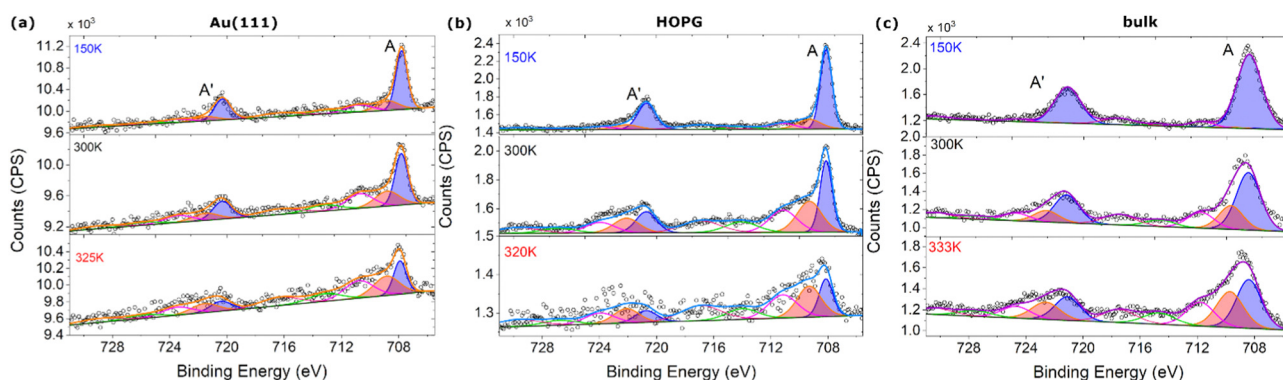 (a) Au(111)
x 10³
150K
A'
A
11.2
10.8
10.4
10.0
9.6
300K
10.0
9.6
9.2
325K
10.4
10.2
10.0
9.8
9.6
9.4
Counts (CPS)
728 724 720 716 712 708
Binding Energy (eV)
(b) HOPG
x 10³
150K
A'
A
2.4
2.2
2.0
1.8
1.6
1.4
300K
2.0
1.8
1.6
1.5
320K
1.4
1.3
Counts (CPS)
728 724 720 716 712 708
Binding Energy (eV)
(c) bulk
x 10³
150K
A'
A
2.4
2.0
1.6
1.2
300K
2.0
1.8
1.6
1.4
1.2
1.0
333K
1.8
1.6
1.4
1.2
1.0
Counts (CPS)
728 724 720 716 712 708
Binding Energy (eV)